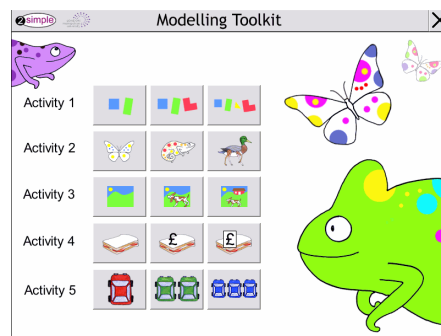 2simple
Modelling Toolkit
X
Activity 1
Activity 2
Activity 3
Activity 4
£
£
Activity 5